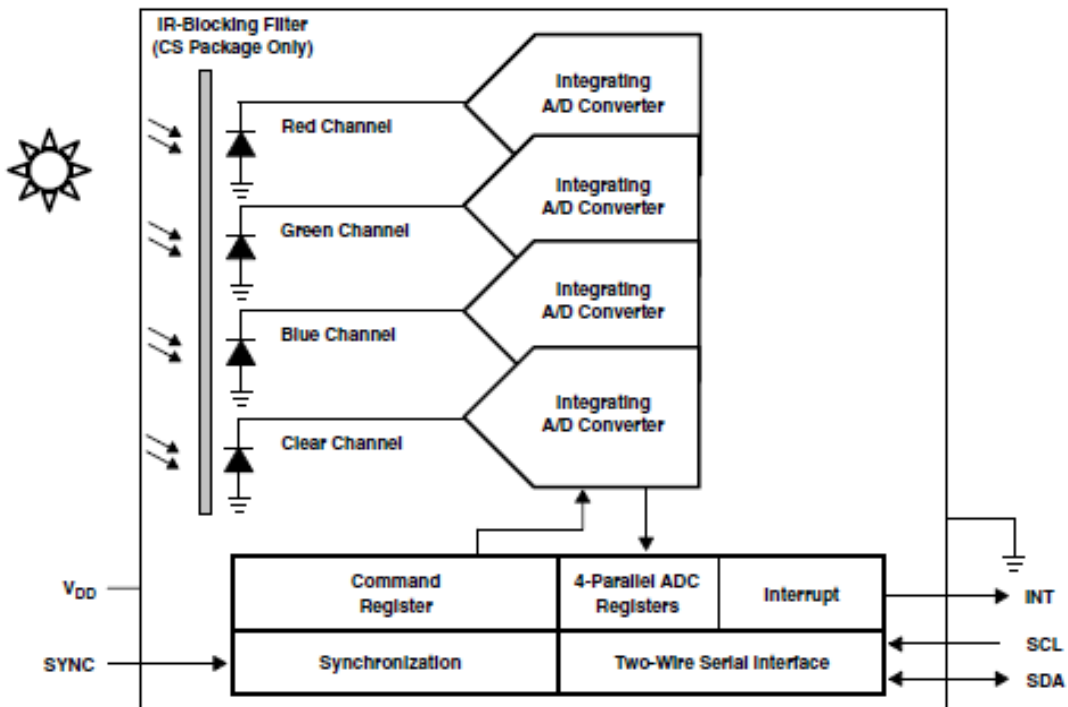 IR-Blocking Filter
(CS Package Only)
Integrating
A/D Converter
Red Channel
Integrating
A/D Converter
Green Channel
Integrating
A/D Converter
Blue Channel
Integrating
A/D Converter
Clear Channel
VDD
Command
Register
4-Parallel ADC
Registers
Interrupt
INT
SYNC
Synchronization
Two-Wire Serial Interface
SCL
SDA